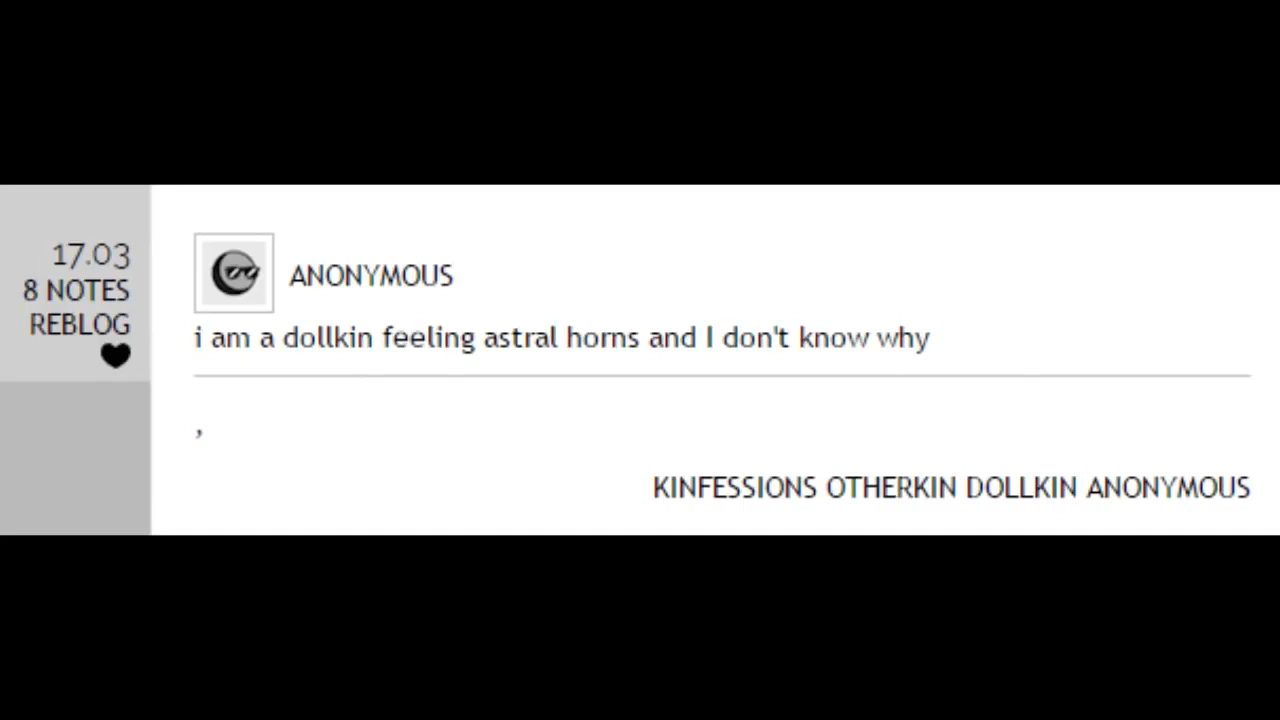 17.03
8 NOTES
REBLOG
ANONYMOUS
i am a dollkin feeling astral horns and I don't know why
,
KINFESSIONS OTHERKIN DOLLKIN ANONYMOUS